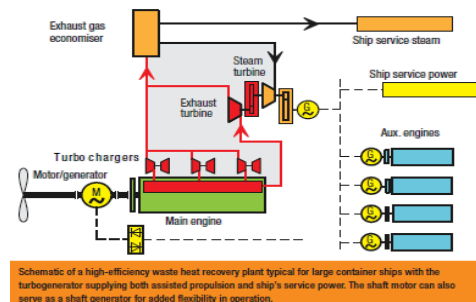 Exhaust gas
economiser
Ship service steam
Steam
turbine
Ship service power
Exhaust
turbine
G
Aux. engines
Turbo chargers
Motor/generator
M
Main engine
G
G
G
G
Schematic of a high-efficiency waste heat recovery plant typical for large container ships with the
turbogenerator supplying both assisted propulsion and ship's service power. The shaft motor can also
serve as a shaft generator for added flexibility in operation.